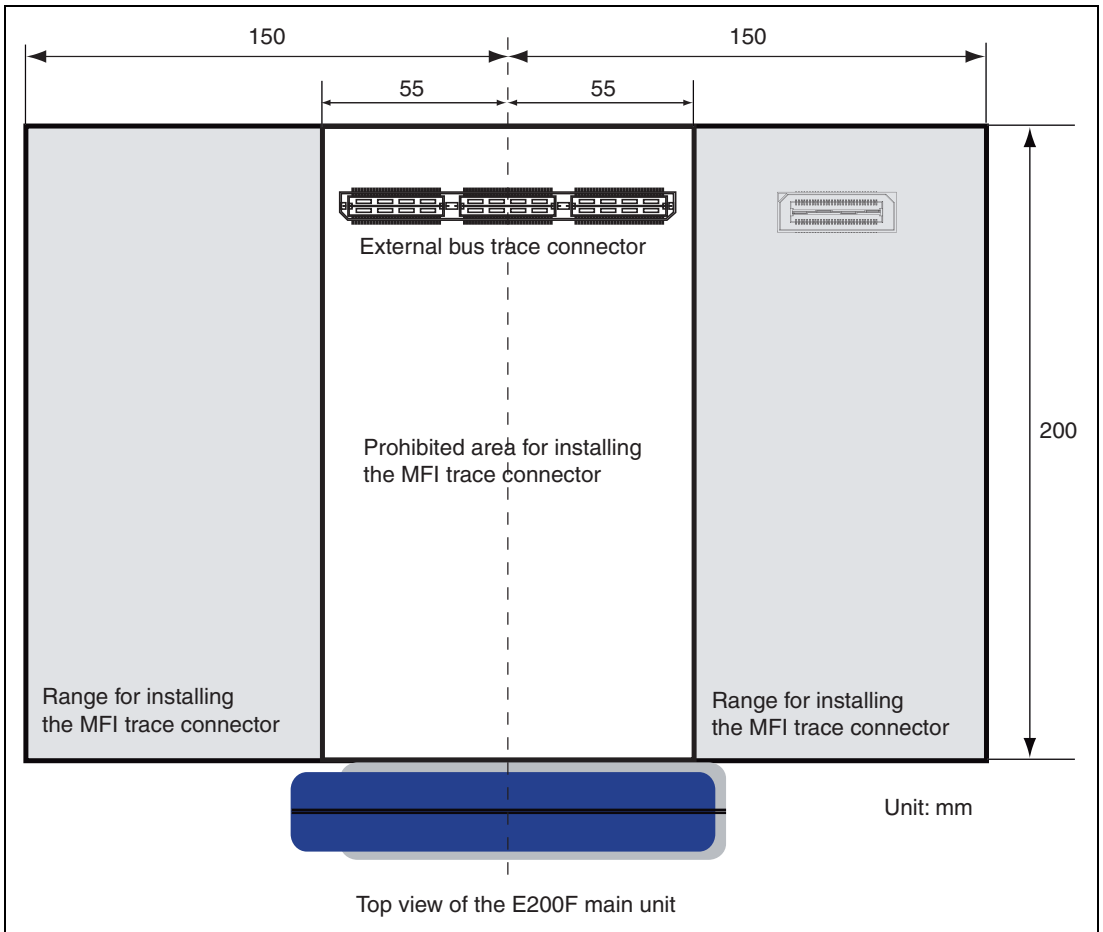 150
150
55
55
External bus trace connector
200
Prohibited area for installing
the MFI trace connector
Range for installing
the MFI trace connector
Range for installing
the MFI trace connector
Unit: mm
Top view of the E200F main unit